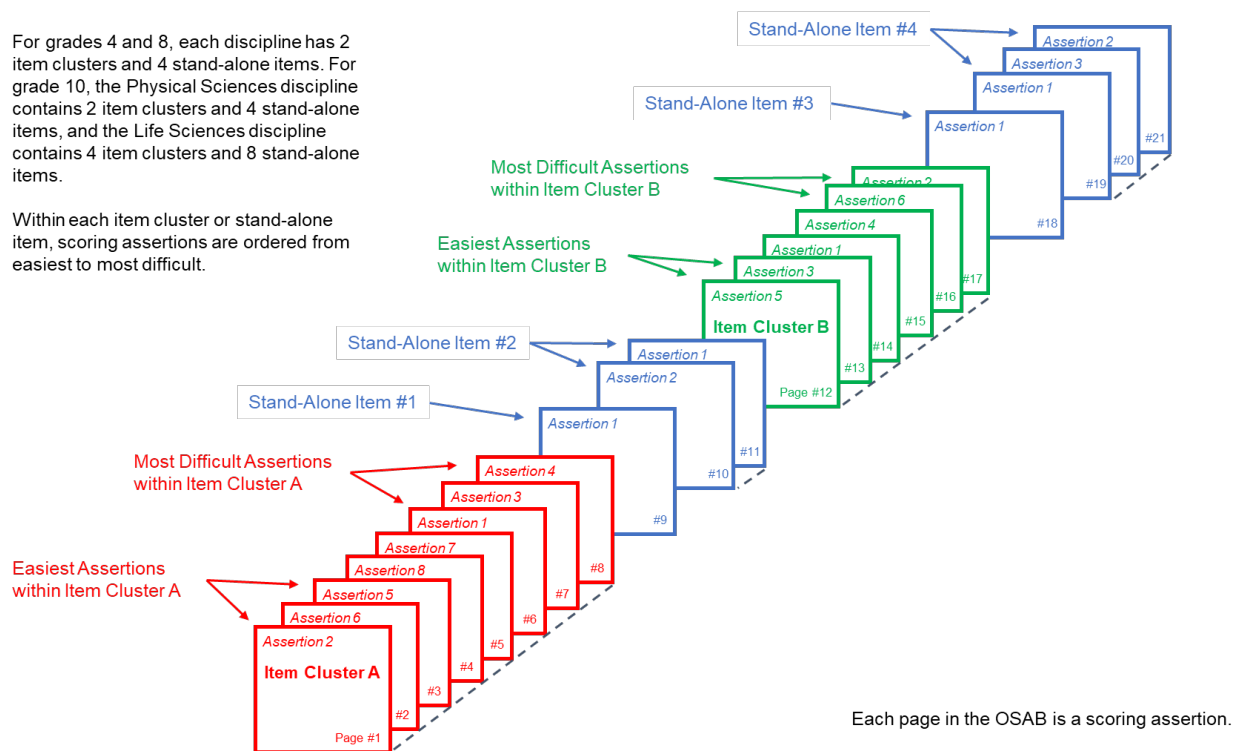 For grades 4 and 8, each discipline has 2
item clusters and 4 stand-alone items. For
grade 10, the Physical Sciences discipline
contains 2 item clusters and 4 stand-alone
items, and the Life Sciences discipline
contains 4 item clusters and 8 stand-alone
items.
Within each item cluster or stand-alone
item, scoring assertions are ordered from
easiest to most difficult.
Stand-Alone Item #4
Assertion 2
#21
Assertion 3
#20
Assertion 1
#19
Stand-Alone Item #3
Assertion 1
#18
Most Difficult Assertions
within Item Cluster B
Assertion 2
#17
Assertion 6
#16
Assertion 4
#15
Easiest Assertions
within Item Cluster B
Assertion 1
#14
Assertion 3
#13
Assertion 5
Item Cluster B
Page #12
Stand-Alone Item #2
Assertion 1
#11
Assertion 2
#10
Stand-Alone Item #1
Assertion 1
#9
Most Difficult Assertions
within Item Cluster A
Assertion 4
#8
Assertion 3
#7
Assertion 1
#6
Assertion 7
#5
Easiest Assertions
within Item Cluster A
Assertion 8
#4
Assertion 5
#3
Assertion 6
#2
Assertion 2
Item Cluster A
Page #1
Each page in the OSAB is a scoring assertion.